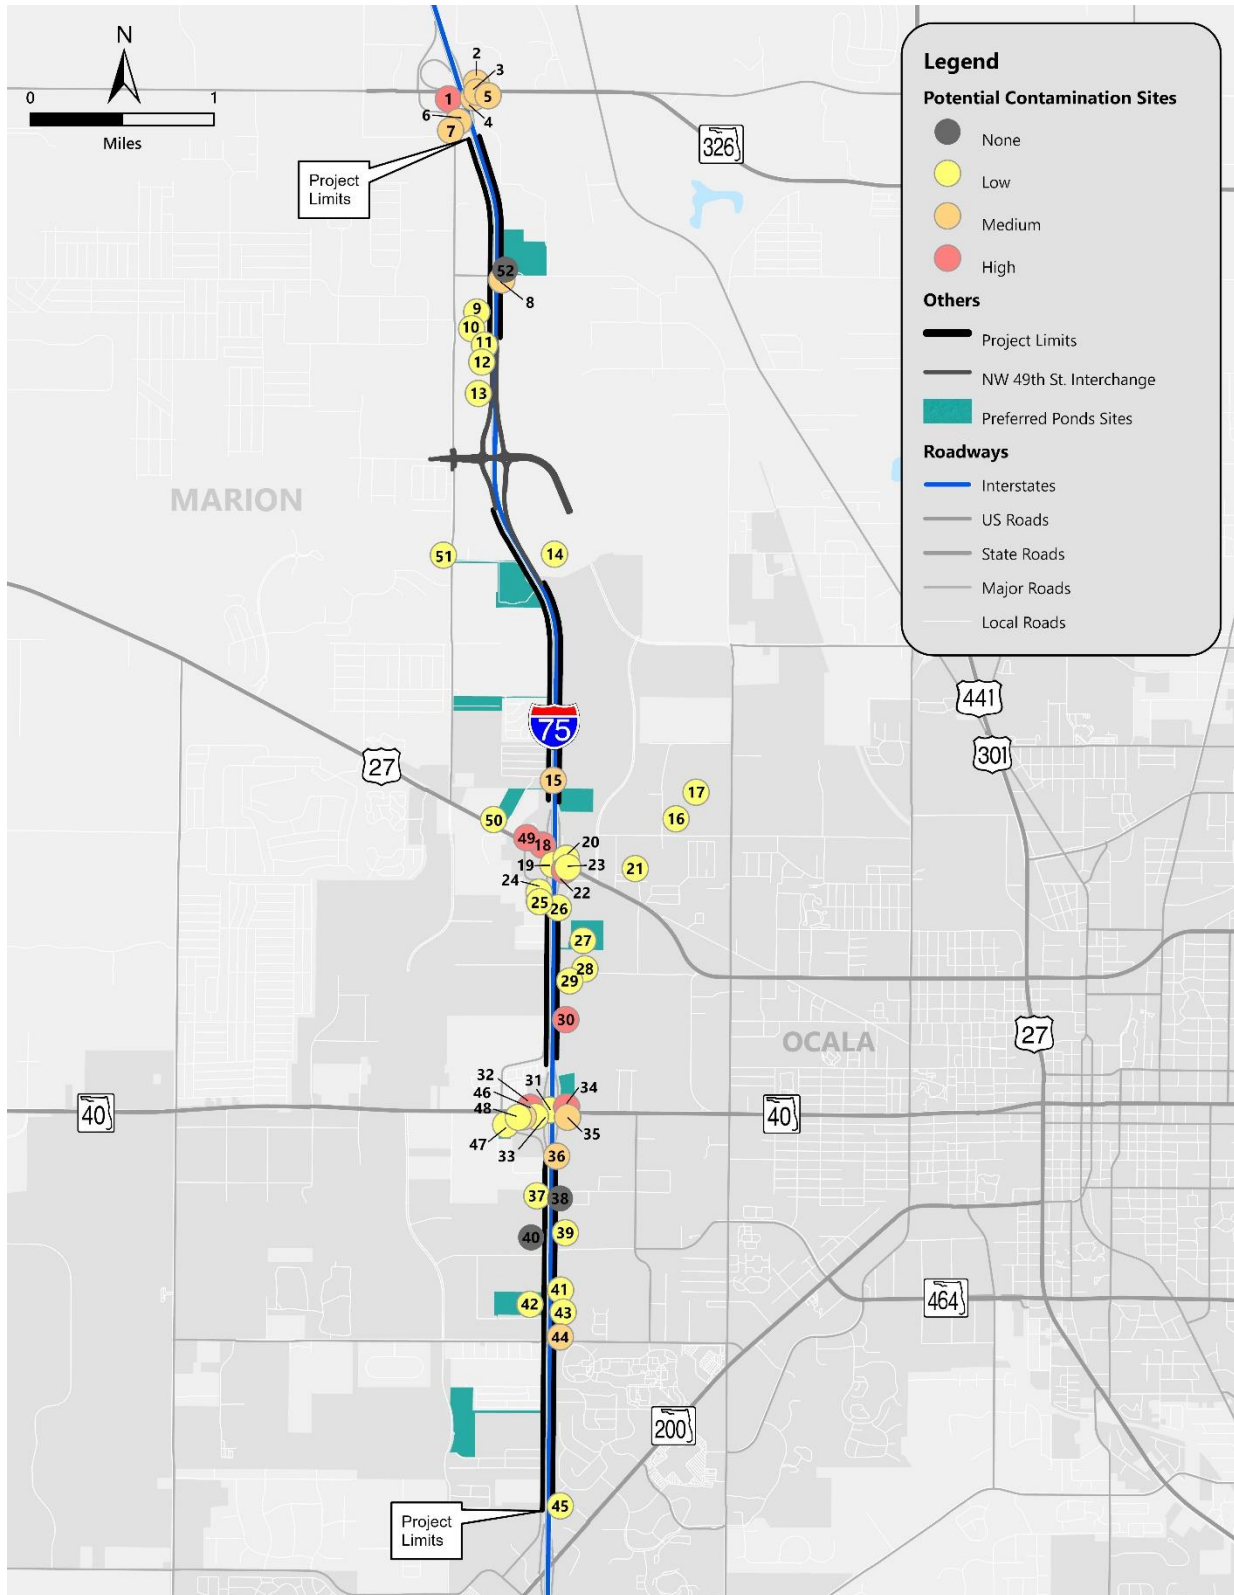 N
0 1
Miles
2
3
1
5
6
4
7
326
Project
Limits
52
8
9
10
11
12
13
MARION
51
14
75
27
15
17
16
50
49
18
20
19
23
21
24
22
25
26
27
28
29
30
OCALA
441
301
27
32
31
34
46
48
40
40
35
47
33
36
37
38
40
39
41
42
43
464
44
200
45
Project
Limits
Legend
Potential Contamination Sites
None
Low
Medium
High
Others
Project Limits
NW 49th St. Interchange
Preferred Ponds Sites
Roadways
Interstates
US Roads
State Roads
Major Roads
Local Roads